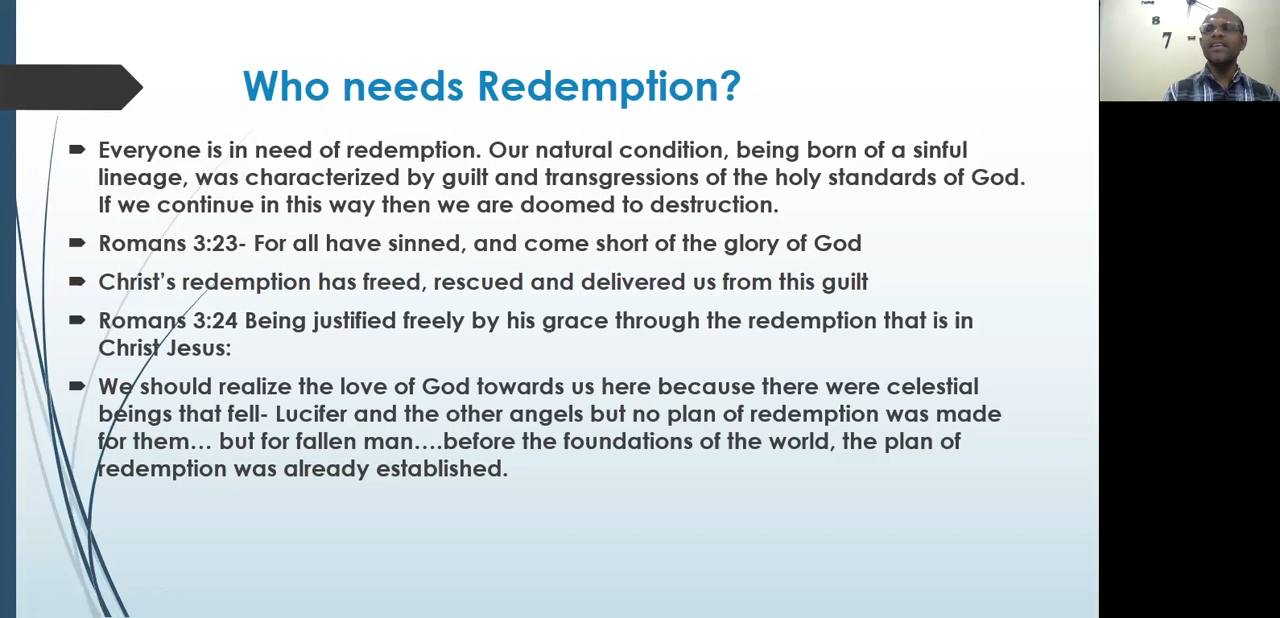 Who needs Redemption?
Everyone is in need of redemption. Our natural condition, being born of a sinful
lineage, was characterized by guilt and transgressions of the holy standards of God.
If we continue in this way then we are doomed to destruction.
Romans 3:23- For all have sinned, and come short of the glory of God
Christ’s redemption has freed, rescued and delivered us from this guilt
Romans 3:24 Being justified freely by his grace through the redemption that is in
Christ Jesus:
We should realize the love of God towards us here because there were celestial
beings that fell- Lucifer and the other angels but no plan of redemption was made
for them… but for fallen man….before the foundations of the world, the plan of
redemption was already established.
8
7